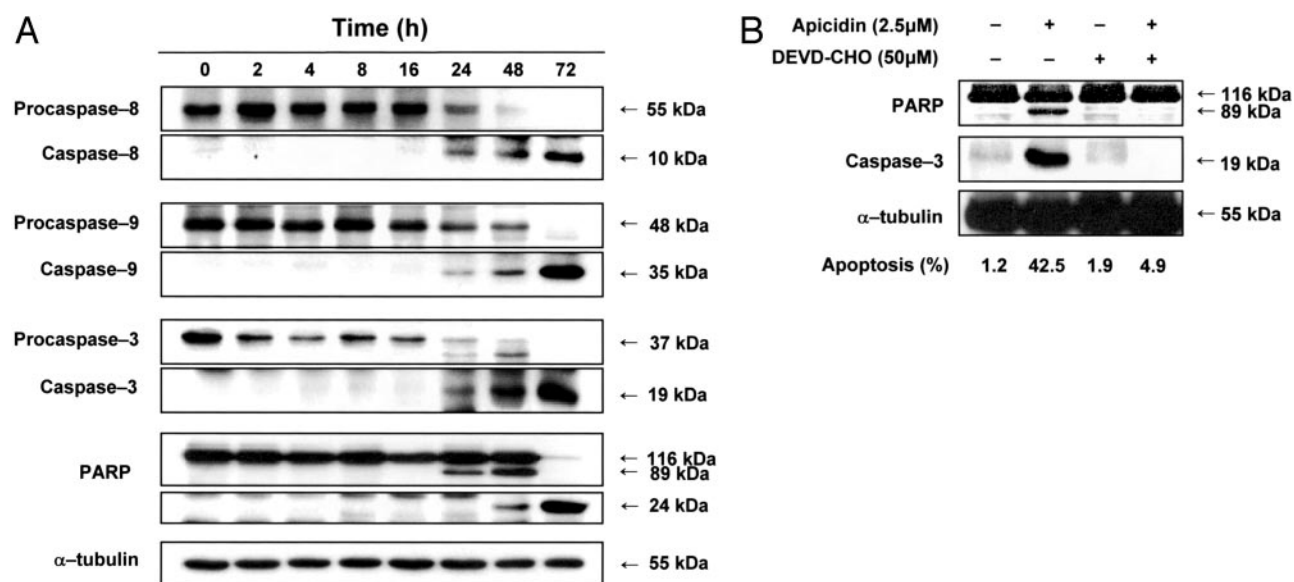 A
Time (h)
0 2 4 8 16 24 48 72
Procaspase–8 ← 55 kDa
Caspase–8 ← 10 kDa
Procaspase–9 ← 48 kDa
Caspase–9 ← 35 kDa
Procaspase–3 ← 37 kDa
Caspase–3 ← 19 kDa
PARP ← 116 kDa
← 89 kDa
← 24 kDa
α–tubulin ← 55 kDa
B
Apicidin (2.5µM) – + – +
DEVD-CHO (50µM) – – + +
PARP ← 116 kDa
← 89 kDa
Caspase–3 ← 19 kDa
α–tubulin ← 55 kDa
Apoptosis (%) 1.2 42.5 1.9 4.9